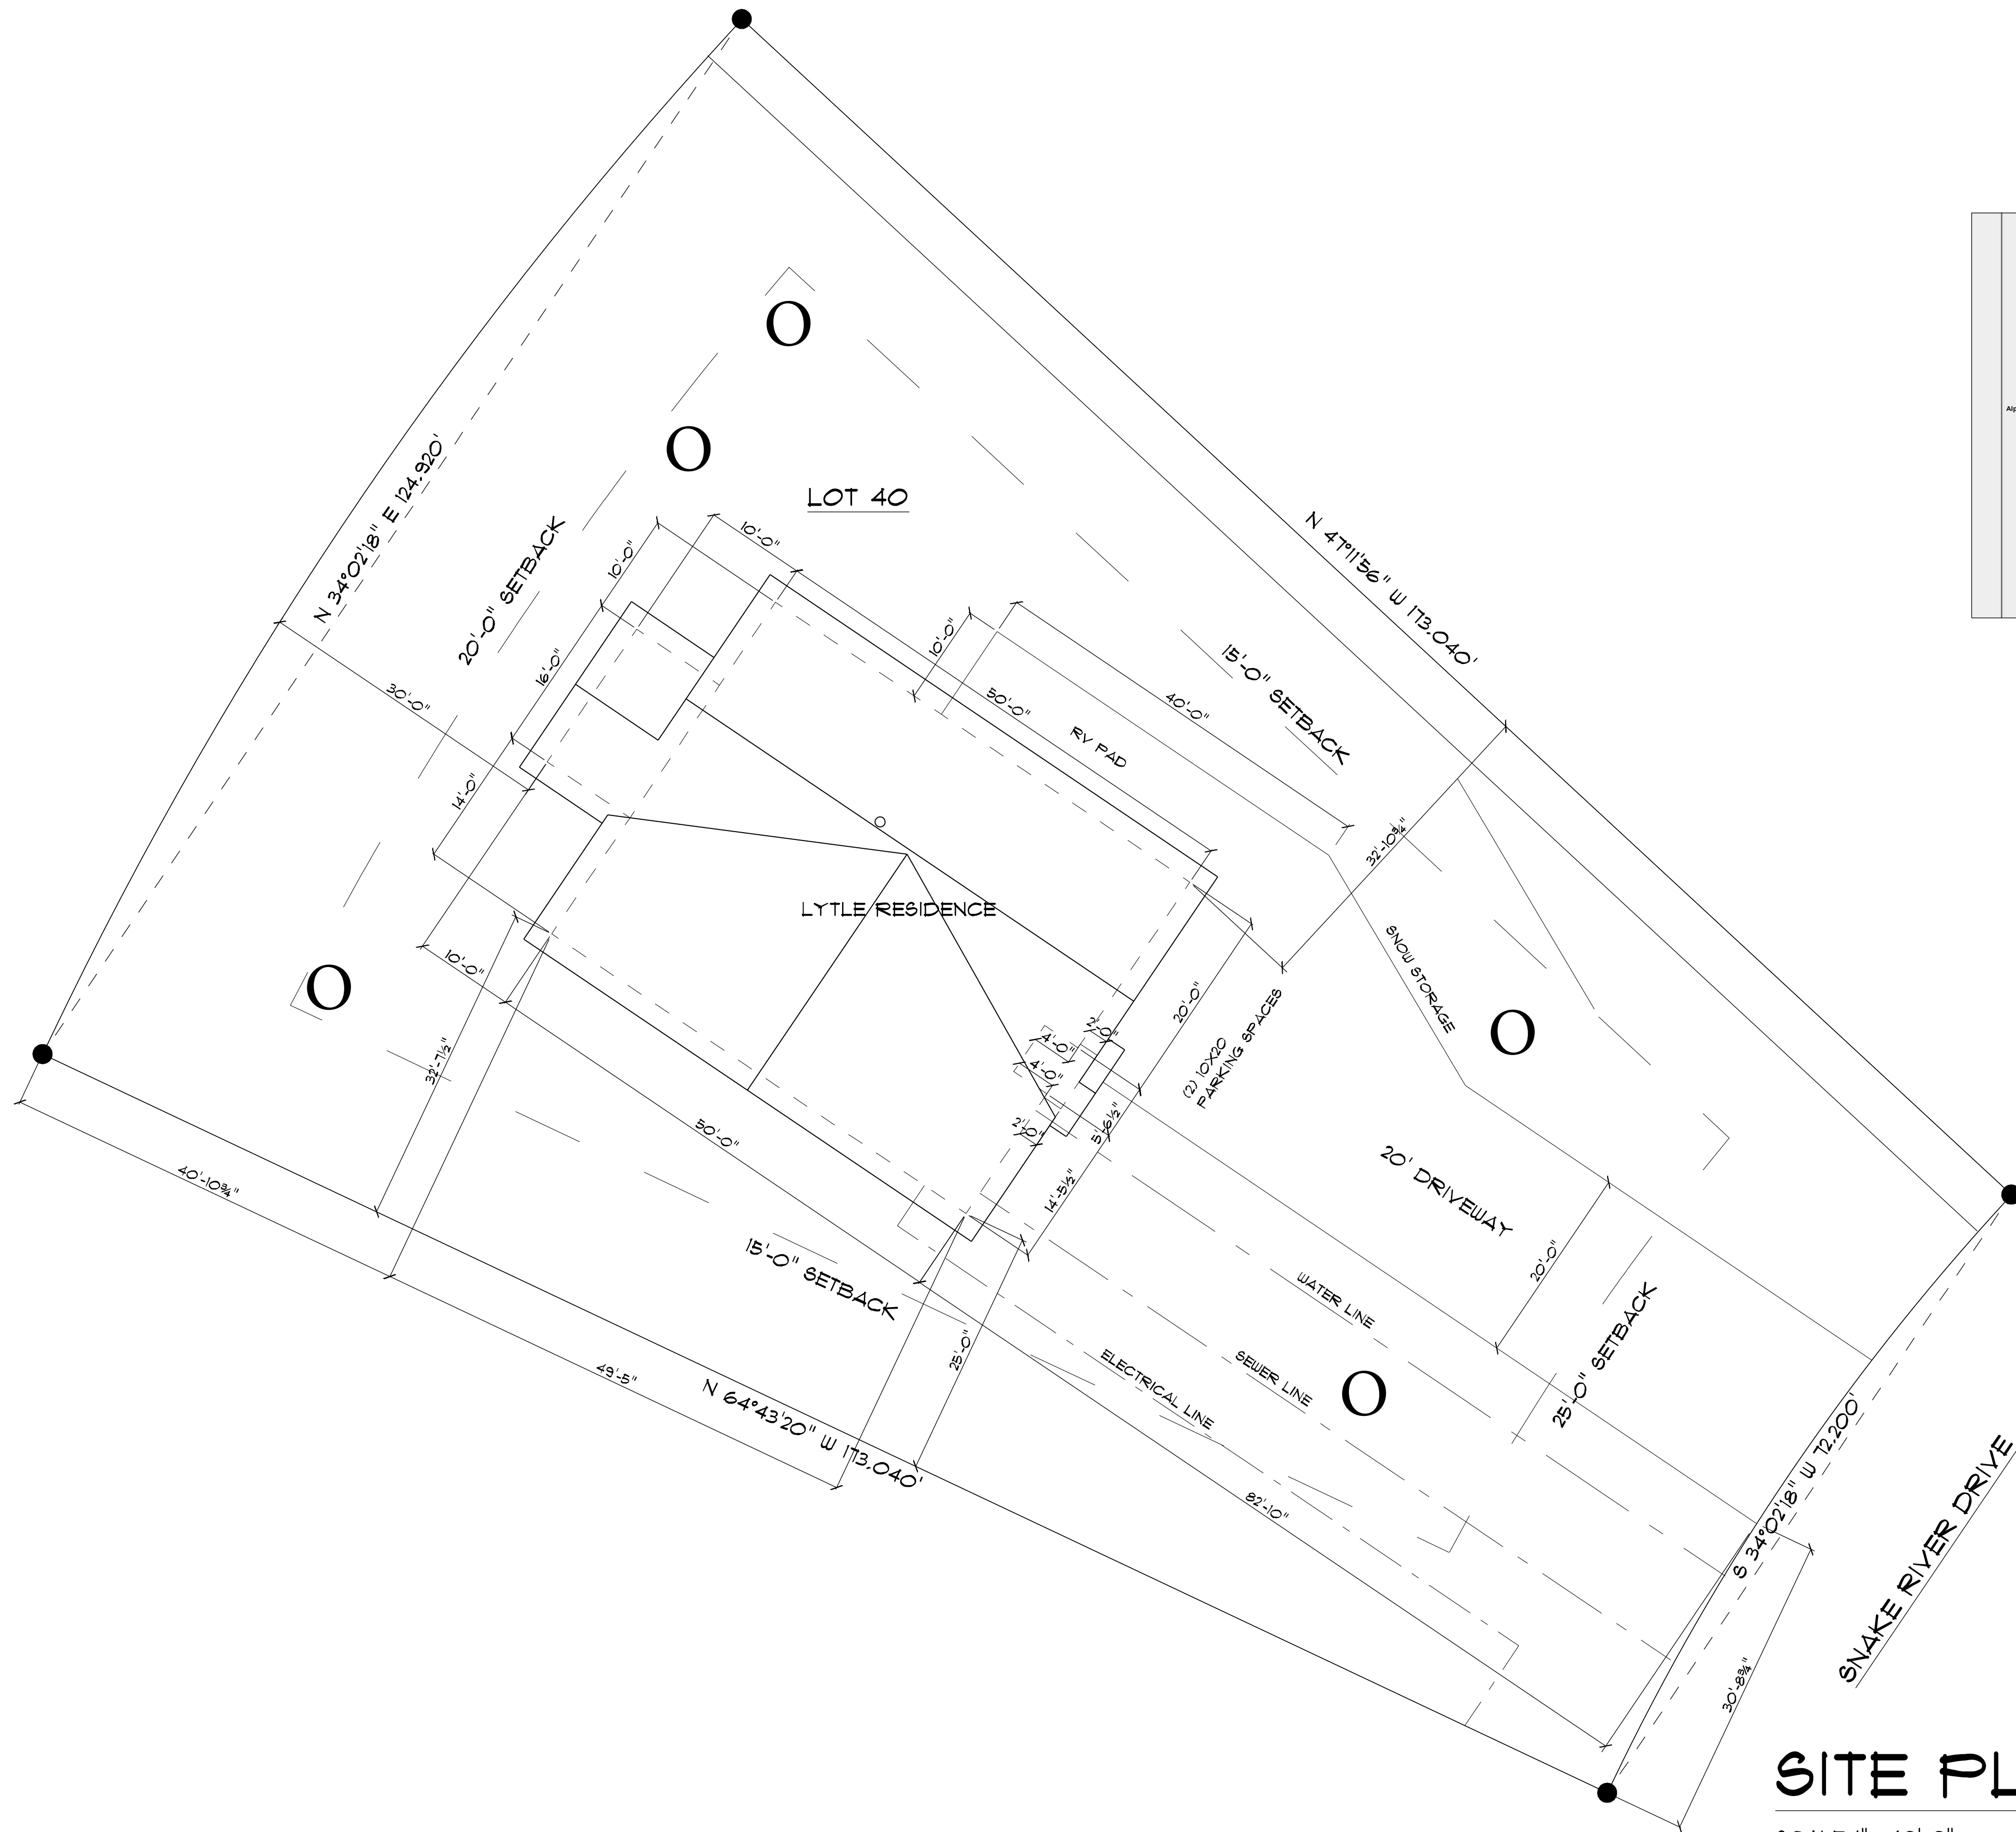 O
O
LOT 40
N 34°02'18" E 124.920'
20'-0" SETBACK
N 47°11'56" W 173.040'
10'-0"
10'-0"
16'-0"
14'-0"
30'-0"
10'-0"
50'-0"
40'-0"
RV PAD
15'-0" SETBACK
32'-10¾"
LYTLE RESIDENCE
SNOW STORAGE
O
O
10'-0"
32'-7½"
2'-0"
4'-0"
4'-0"
2'-0"
20'-0"
(2) 10X20
PARKING SPACES
5'-6½"
14'-5½"
50'-0"
40'-10¾"
15'-0" SETBACK
20' DRIVEWAY
20'-0"
WATER LINE
SEWER LINE
ELECTRICAL LINE
O
25'-0" SETBACK
25'-0"
49'-5"
N 64°43'20" W 173.040'
82'-10"
S 34°02'18" W 72.200'
SNAKE RIVER DRIVE
30'-8¾"
SITE PL